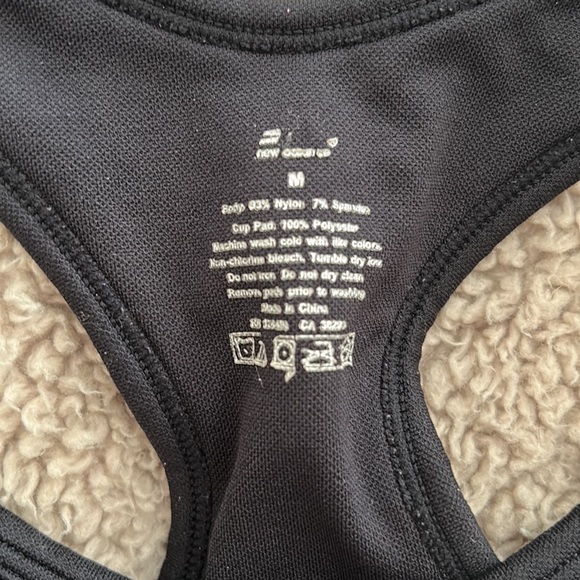 new balance
M
Body: 93% Nylon 7% Spandex
Cup Pad: 100% Polyester
Machine wash cold with like colors.
Non-chlorine bleach. Tumble dry low
Do not iron Do not dry clean
Remove pads prior to washing
Made in China
CA